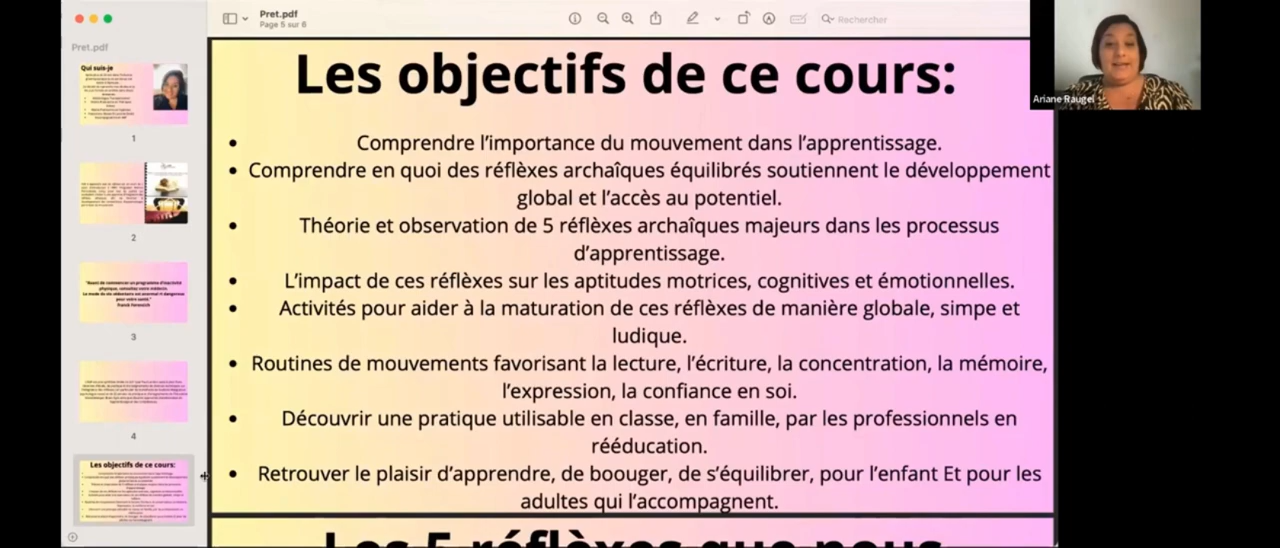 Pret.pdf
Page 5 sur 6
Rechercher
Pret.pdf
Qui suis-je
1
2
3
4
Les objectifs de ce cours:
Les objectifs de ce cours:
Comprendre l'importance du mouvement dans l'apprentissage.
Comprendre en quoi des réflèxes archaîques équilibrés soutiennent le développement
global et l'accès au potentiel.
Théorie et observation de 5 réflèxes archaîques majeurs dans les processus
d'apprentissage.
L'impact de ces réflèxes sur les aptitudes motrices, cognitives et émotionnelles.
Activités pour aider à la maturation de ces réflèxes de manière globale, simpe et
ludique.
Routines de mouvements favorisant la lecture, l'écriture, la concentration, la mémoire,
l'expression, la confiance en soi.
Découvrir une pratique utilisable en classe, en famille, par les professionnels en
rééducation.
Retrouver le plaisir d'apprendre, de boouger, de s'équilibrer, pour l'enfant Et pour les
adultes qui l'accompagnent.
Les 5 réflèxes que nous
Ariane Raugel